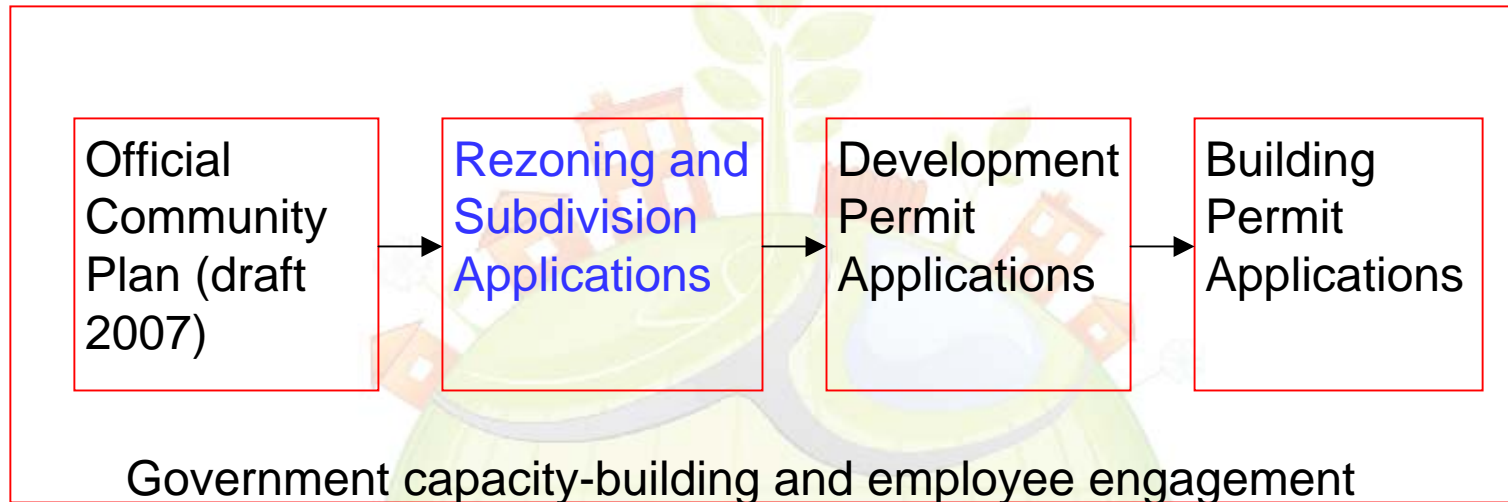 Official
Community
Plan (draft
2007)
Rezoning and
Subdivision
Applications
Development
Permit
Applications
Building
Permit
Applications
Government capacity-building and employee engagement